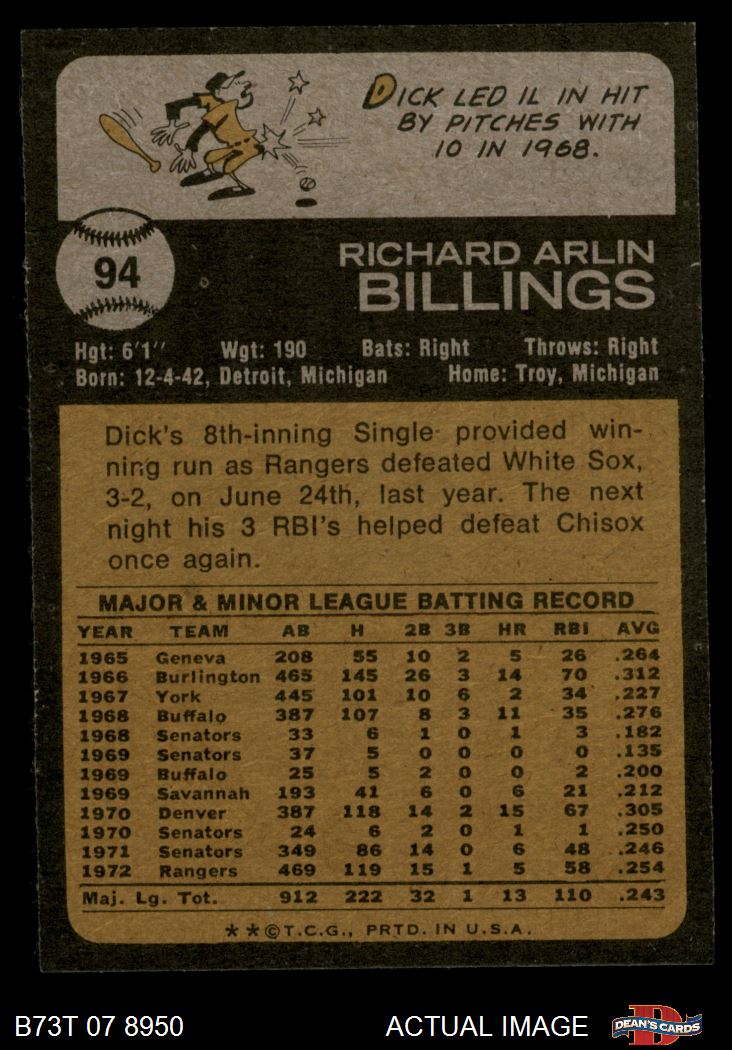 DICK LED IL IN HIT
BY PITCHES WITH
10 IN 1968.
94
RICHARD ARLIN
BILLINGS
Hgt: 6'1" Wgt: 190 Bats: Right Throws: Right
Born: 12-4-42, Detroit, Michigan Home: Troy, Michigan
Dick's 8th-inning Single provided win-
ning run as Rangers defeated White Sox,
3-2, on June 24th, last year. The next
night his 3 RBI's helped defeat Chisox
once again.
MAJOR & MINOR LEAGUE BATTING RECORD
YEAR TEAM AB H 2B 3B HR RBI AVG
1965 Geneva 208 55 10 2 5 26 .264
1966 Burlington 465 145 26 3 14 70 .312
1967 York 445 101 10 6 2 34 .227
1968 Buffalo 387 107 8 3 11 35 .276
1968 Senators 33 6 1 0 1 3 .182
1969 Senators 37 5 0 0 0 0 .135
1969 Buffalo 25 5 2 0 0 2 .200
1969 Savannah 193 41 6 0 6 21 .212
1970 Denver 387 118 14 2 15 67 .305
1970 Senators 24 6 2 0 1 1 .250
1971 Senators 349 86 14 0 6 48 .246
1972 Rangers 469 119 15 1 5 58 .254
Maj. Lg. Tot. 912 222 32 1 13 110 .243
**©T.C.G., PRTD. IN U.S.A.
B73T 07 8950 ACTUAL IMAGE
D
DEAN'S CARDS